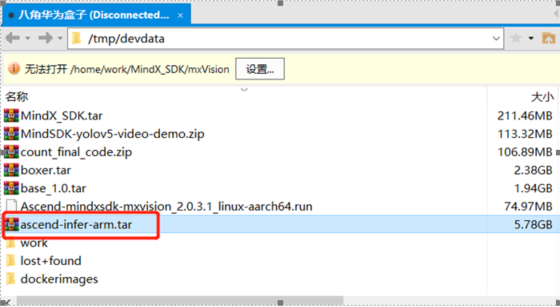 八角华为盒子 (Disconnected...
/tmp/devdata
无法打开 /home/work/MindX_SDK/mxVision 设置...
名称 大小
MindX_SDK.tar 211.46MB
MindSDK-yolov5-video-demo.zip 113.32MB
count_final_code.zip 106.89MB
boxer.tar 2.38GB
base_1.0.tar 1.94GB
Ascend-mindxsdk-mxvision_2.0.3.1_linux-aarch64.run 74.97MB
ascend-infer-arm.tar 5.78GB
work
lost+found
dockerimages